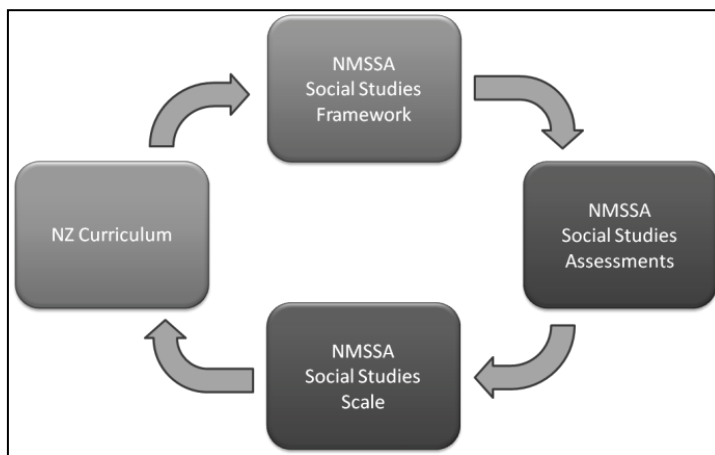 NMSSA
Social Studies
Framework
NZ Curriculum
NMSSA
Social Studies
Assessments
NMSSA
Social Studies
Scale